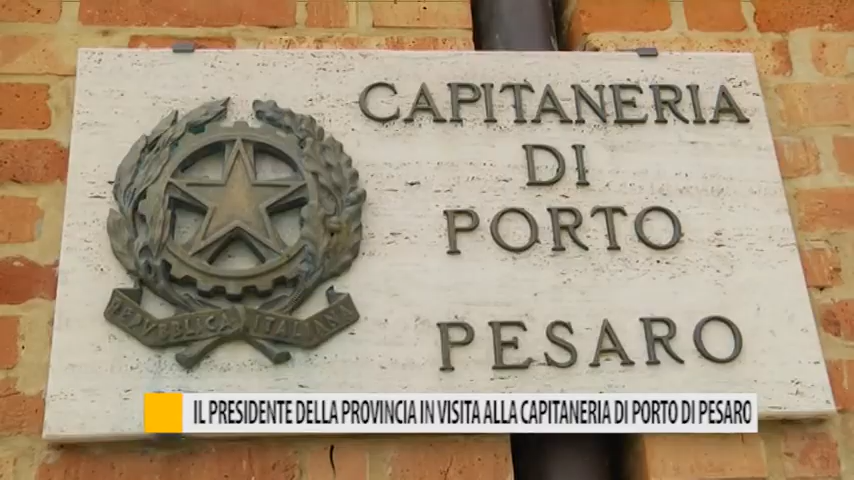 CAPITANERIA
DI
PORTO
PESARO
REPVBBLICA ITALIANA
IL PRESIDENTE DELLA PROVINCIA IN VISITA ALLA CAPITANERIA DI PORTO DI PESARO